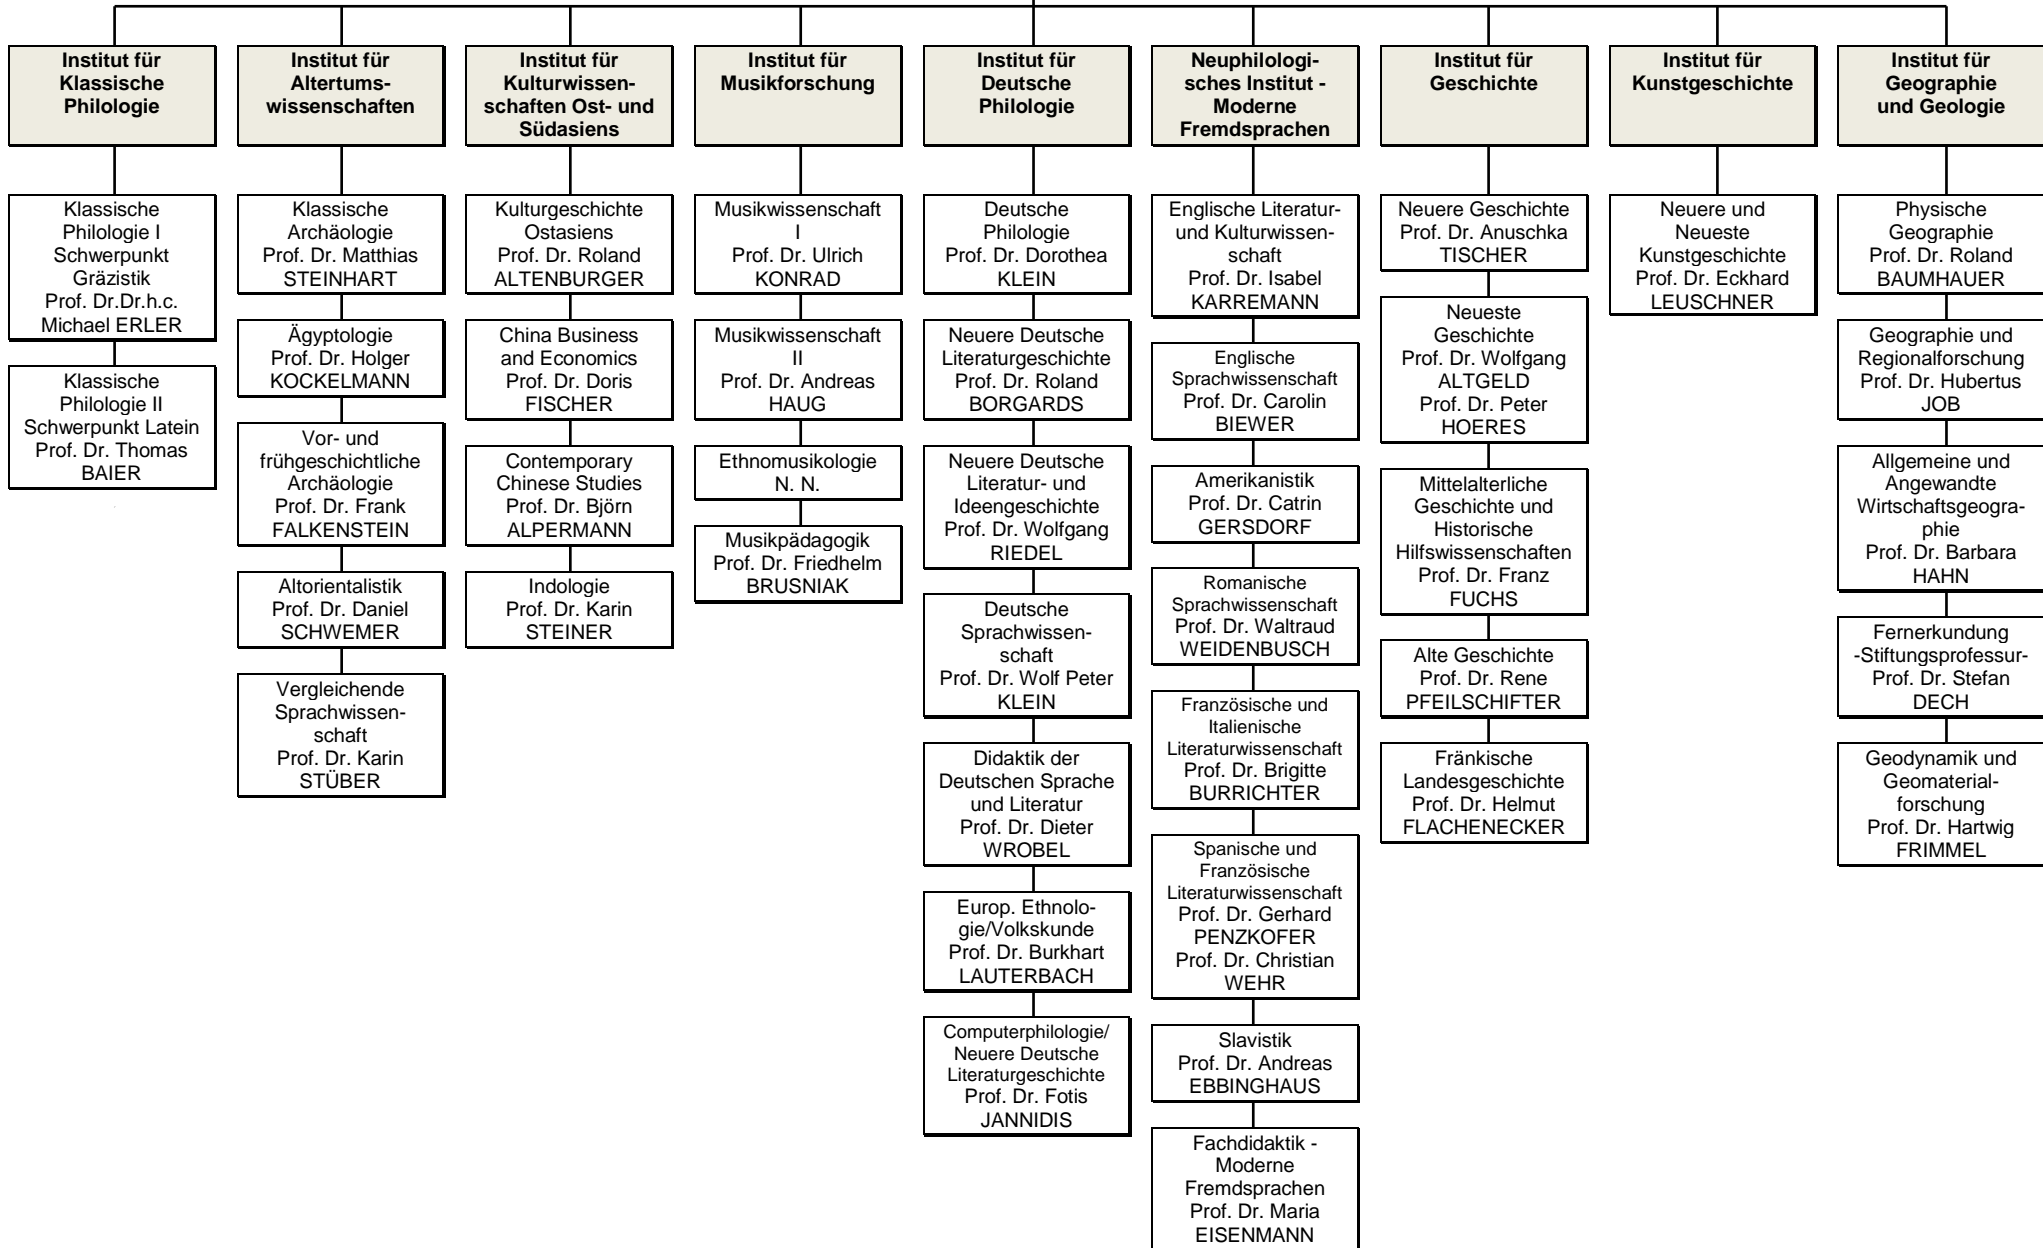 Institut für
Klassische
Philologie
Klassische
Philologie I
Schwerpunkt
Gräzistik
Prof. Dr.Dr.h.c.
Michael ERLER
Klassische
Philologie II
Schwerpunkt Latein
Prof. Dr. Thomas
BAIER
Institut für
Altertums-
wissenschaften
Klassische
Archäologie
Prof. Dr. Matthias
STEINHART
Ägyptologie
Prof. Dr. Holger
KOCKELMANN
Vor- und
frühgeschichtliche
Archäologie
Prof. Dr. Frank
FALKENSTEIN
Altorientalistik
Prof. Dr. Daniel
SCHWEMER
Vergleichende
Sprachwissen-
schaft
Prof. Dr. Karin
STÜBER
Institut für
Kulturwissen-
schaften Ost- und
Südasiens
Kulturgeschichte
Ostasiens
Prof. Dr. Roland
ALTENBURGER
China Business
and Economics
Prof. Dr. Doris
FISCHER
Contemporary
Chinese Studies
Prof. Dr. Björn
ALPERMANN
Indologie
Prof. Dr. Karin
STEINER
Institut für
Musikforschung
Musikwissenschaft
I
Prof. Dr. Ulrich
KONRAD
Musikwissenschaft
II
Prof. Dr. Andreas
HAUG
Ethnomusikologie
N. N.
Musikpädagogik
Prof. Dr. Friedhelm
BRUSNIAK
Institut für
Deutsche
Philologie
Deutsche
Philologie
Prof. Dr. Dorothea
KLEIN
Neuere Deutsche
Literaturgeschichte
Prof. Dr. Roland
BORGARDS
Neuere Deutsche
Literatur- und
Ideengeschichte
Prof. Dr. Wolfgang
RIEDEL
Deutsche
Sprachwissen-
schaft
Prof. Dr. Wolf Peter
KLEIN
Didaktik der
Deutschen Sprache
und Literatur
Prof. Dr. Dieter
WROBEL
Europ. Ethnolo-
gie/Volkskunde
Prof. Dr. Burkhart
LAUTERBACH
Computerphilologie/
Neuere Deutsche
Literaturgeschichte
Prof. Dr. Fotis
JANNIDIS
Neuphilologi-
sches Institut -
Moderne
Fremdsprachen
Englische Literatur-
und Kulturwissen-
schaft
Prof. Dr. Isabel
KARREMANN
Englische
Sprachwissenschaft
Prof. Dr. Carolin
BIEWER
Amerikanistik
Prof. Dr. Catrin
GERSDORF
Romanische
Sprachwissenschaft
Prof. Dr. Waltraud
WEIDENBUSCH
Französische und
Italienische
Literaturwissenschaft
Prof. Dr. Brigitte
BURRICHTER
Spanische und
Französische
Literaturwissenschaft
Prof. Dr. Gerhard
PENZKOFER
Prof. Dr. Christian
WEHR
Slavistik
Prof. Dr. Andreas
EBBINGHAUS
Fachdidaktik -
Moderne
Fremdsprachen
Prof. Dr. Maria
EISENMANN
Institut für
Geschichte
Neuere Geschichte
Prof. Dr. Anuschka
TISCHER
Neueste
Geschichte
Prof. Dr. Wolfgang
ALTGELD
Prof. Dr. Peter
HOERES
Mittelalterliche
Geschichte und
Historische
Hilfswissenschaften
Prof. Dr. Franz
FUCHS
Alte Geschichte
Prof. Dr. Rene
PFEILSCHIFTER
Fränkische
Landesgeschichte
Prof. Dr. Helmut
FLACHENECKER
Institut für
Kunstgeschichte
Neuere und
Neueste
Kunstgeschichte
Prof. Dr. Eckhard
LEUSCHNER
Institut für
Geographie
und Geologie
Physische
Geographie
Prof. Dr. Roland
BAUMHAUER
Geographie und
Regionalforschung
Prof. Dr. Hubertus
JOB
Allgemeine und
Angewandte
Wirtschaftsgeogra-
phie
Prof. Dr. Barbara
HAHN
Fernerkundung
-Stiftungsprofessur-
Prof. Dr. Stefan
DECH
Geodynamik und
Geomaterial-
forschung
Prof. Dr. Hartwig
FRIMMEL